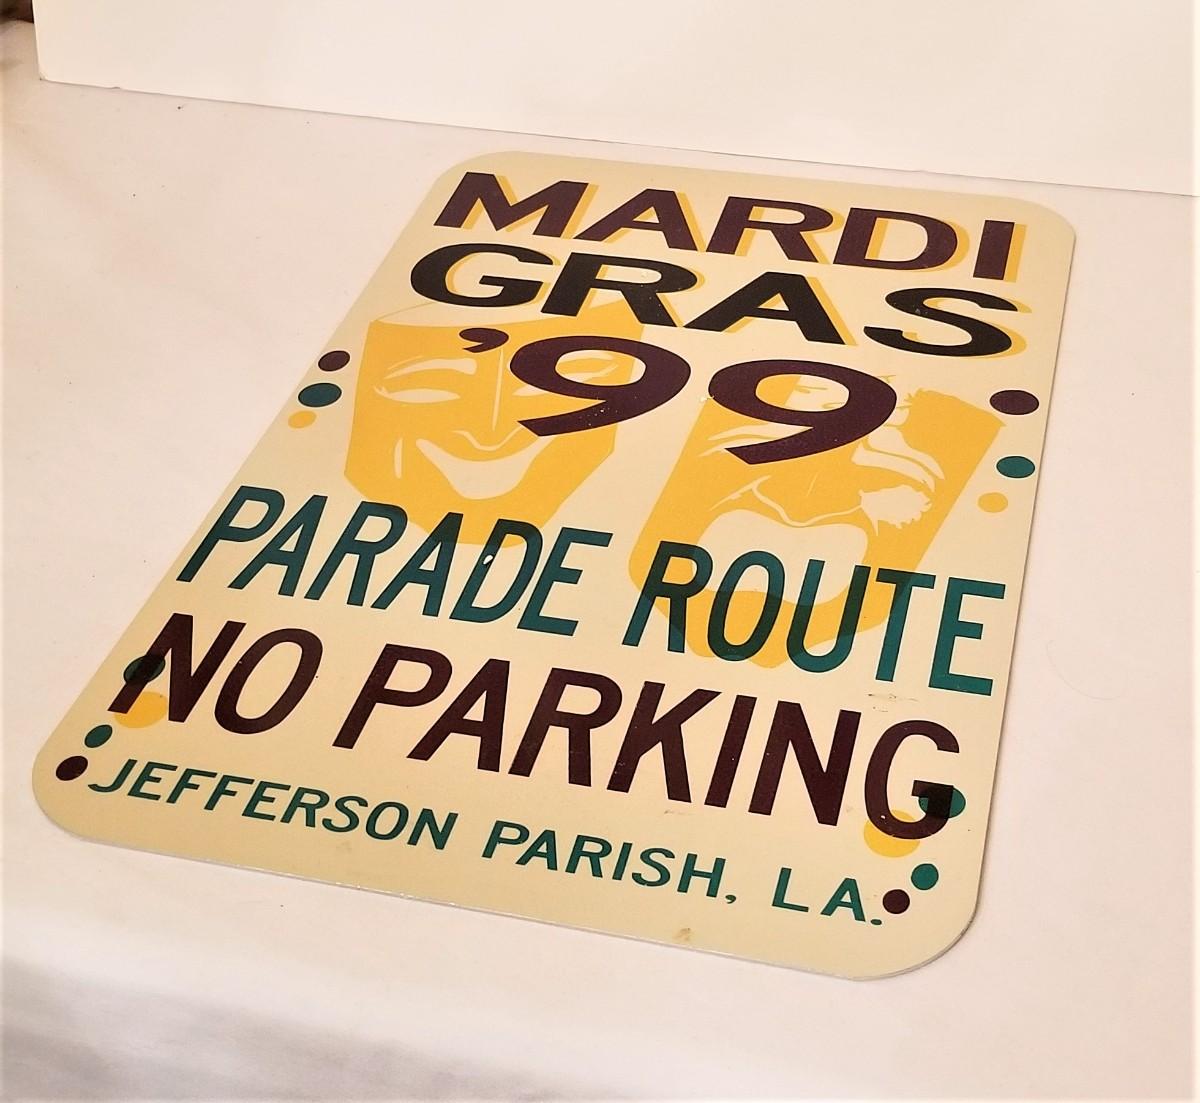 MARDI
GRAS
'99
PARADE ROUTE
NO PARKING
JEFFERSON PARISH, LA.